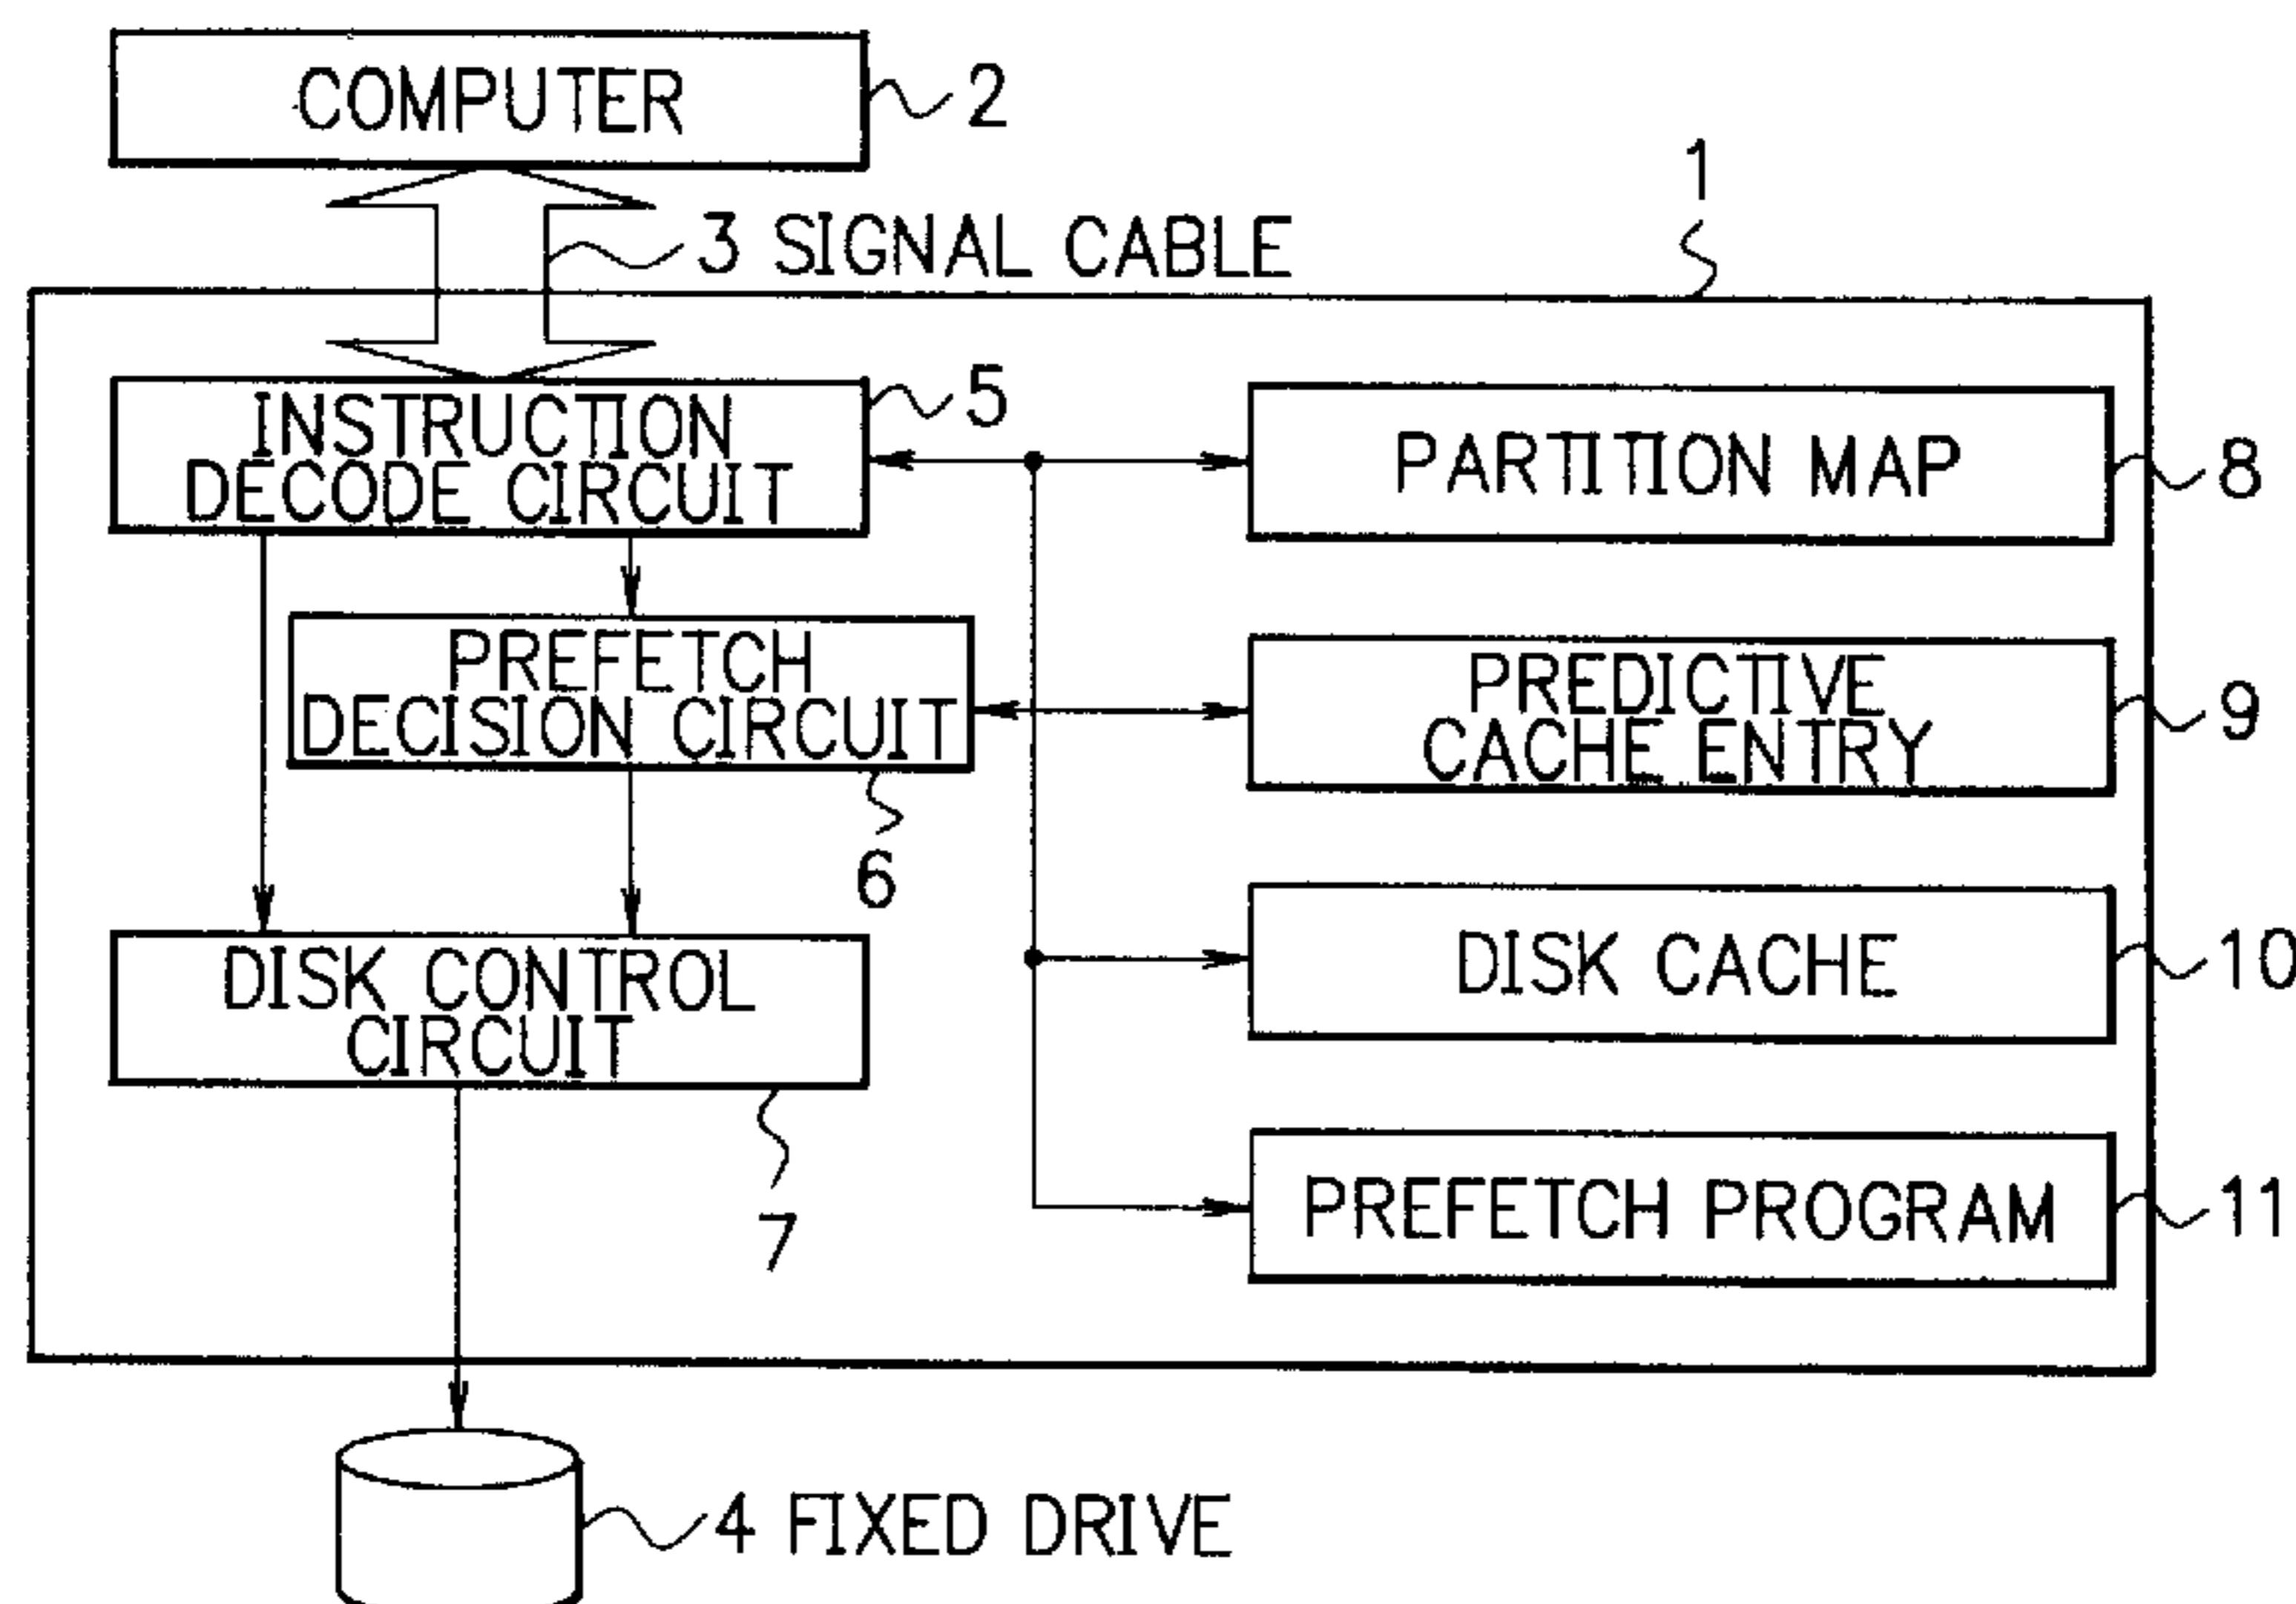 COMPUTER
2
1
3 SIGNAL CABLE
INSTRUCTION
DECODE CIRCUIT
5
PARTITION MAP
8
PREFETCH
DECISION CIRCUIT
6
PREDICTIVE
CACHE ENTRY
9
DISK CONTROL
CIRCUIT
7
DISK CACHE
10
PREFETCH PROGRAM
11
4 FIXED DRIVE